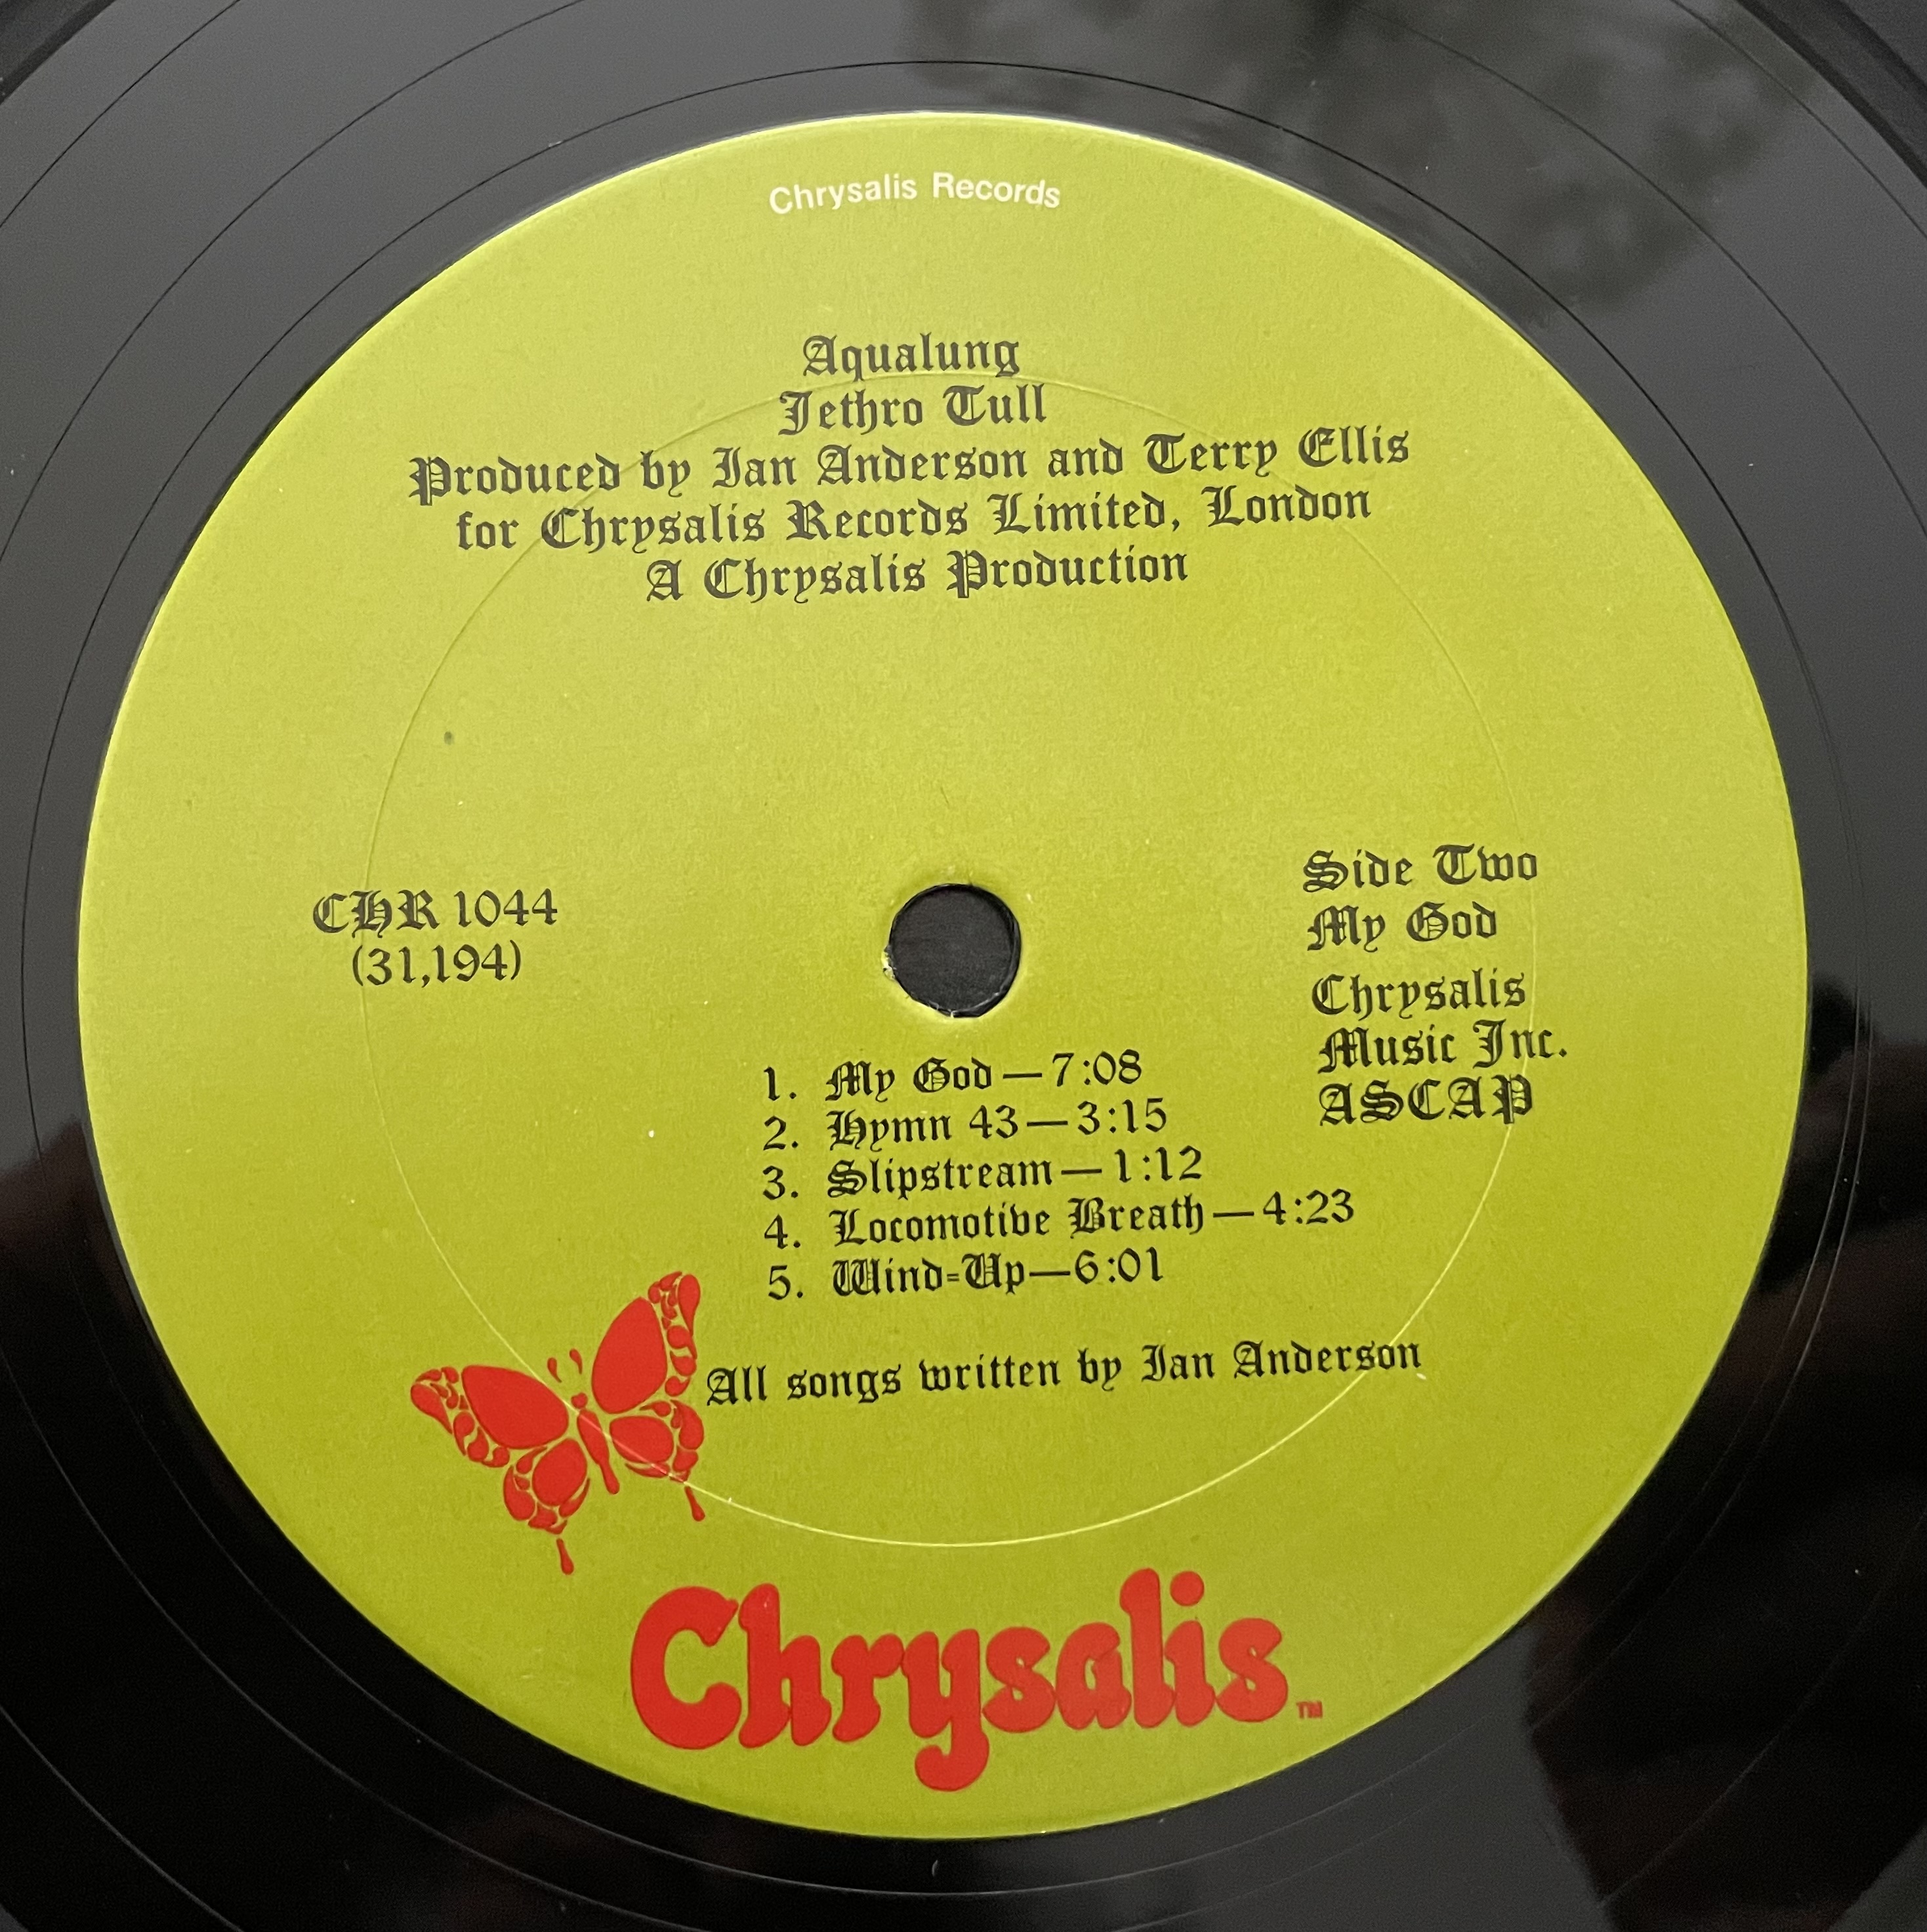 Chrysalis Records
Aqualung
Jethro Tull
Produced by Ian Anderson and Terry Ellis
for Chrysalis Records Limited, London
A Chrysalis Production
CHR 1044
(31,194)
Side Two
My God
Chrysalis
Music Inc.
ASCAP
1. My God—7:08
2. Hymn 43—3:15
3. Slipstream—1:12
4. Locomotive Breath—4:23
5. Wind=Up—6:01
All songs written by Ian Anderson
Chrysalis TM